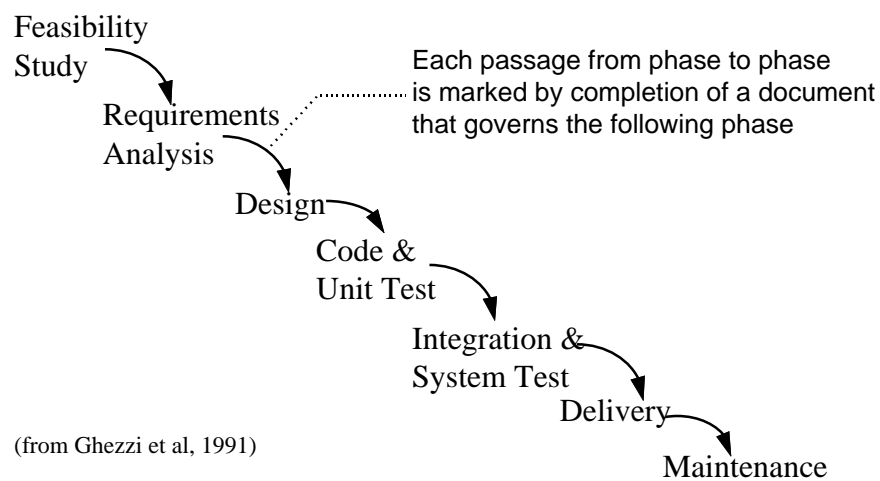 Feasibility
Study
Each passage from phase to phase
is marked by completion of a document
that governs the following phase
Requirements
Analysis
Design
Code &
Unit Test
Integration &
System Test
Delivery
(from Ghezzi et al, 1991)
Maintenance